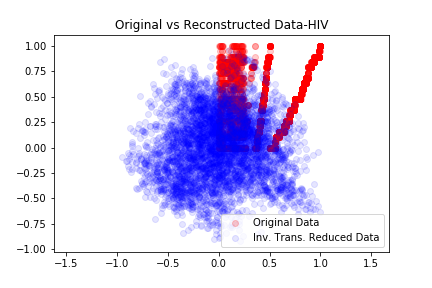 Original vs Reconstructed Data-HIV
1.00
0.75
0.50
0.25
0.00
−0.25
−0.50
−0.75
−1.00
Original Data
Inv. Trans. Reduced Data
−1.5 −1.0 −0.5 0.0 0.5 1.0 1.5